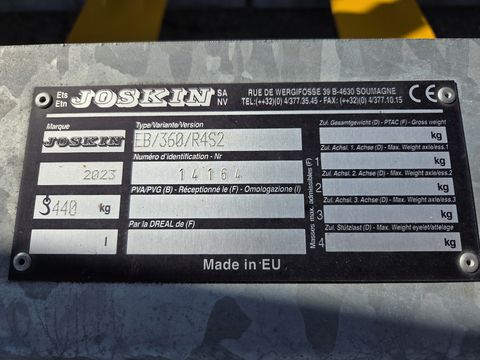 Ets
Etn
JOSKIN SA
NV
RUE DE WERGIFOSSE 39 B-4630 SOUMAGNE
TEL.:(++32)(0) 4/377.35.45 - FAX.:(++32)(0) 4/377.10.15
CE
Marque
JOSKIN
2023
440 kg
l
Type/Variante/Version
EB/360/R4S2
Numéro d'identification - Nr
14164
PVA/PVG (B) - Réceptionné le (F) - Omologazione (I)
Par la DREAL de (F)
Masses max. admissibles (F)
Zul. Gesamtgewicht (D) - PTAC (F) - Gross weight
kg
Zul. Achsl. 1. Achse (D) - Max. Weight axle/ess.1
1 kg
Zul. Achsl. 2. Achse (D) - Max. Weight axle/ess.2
2 kg
Zul. Achsl. 3. Achse (D) - Max. Weight axle/ess.3
3 kg
Zul. Stützlast (D) - Max. Weight eyelet/attelage
4 kg
Made in EU